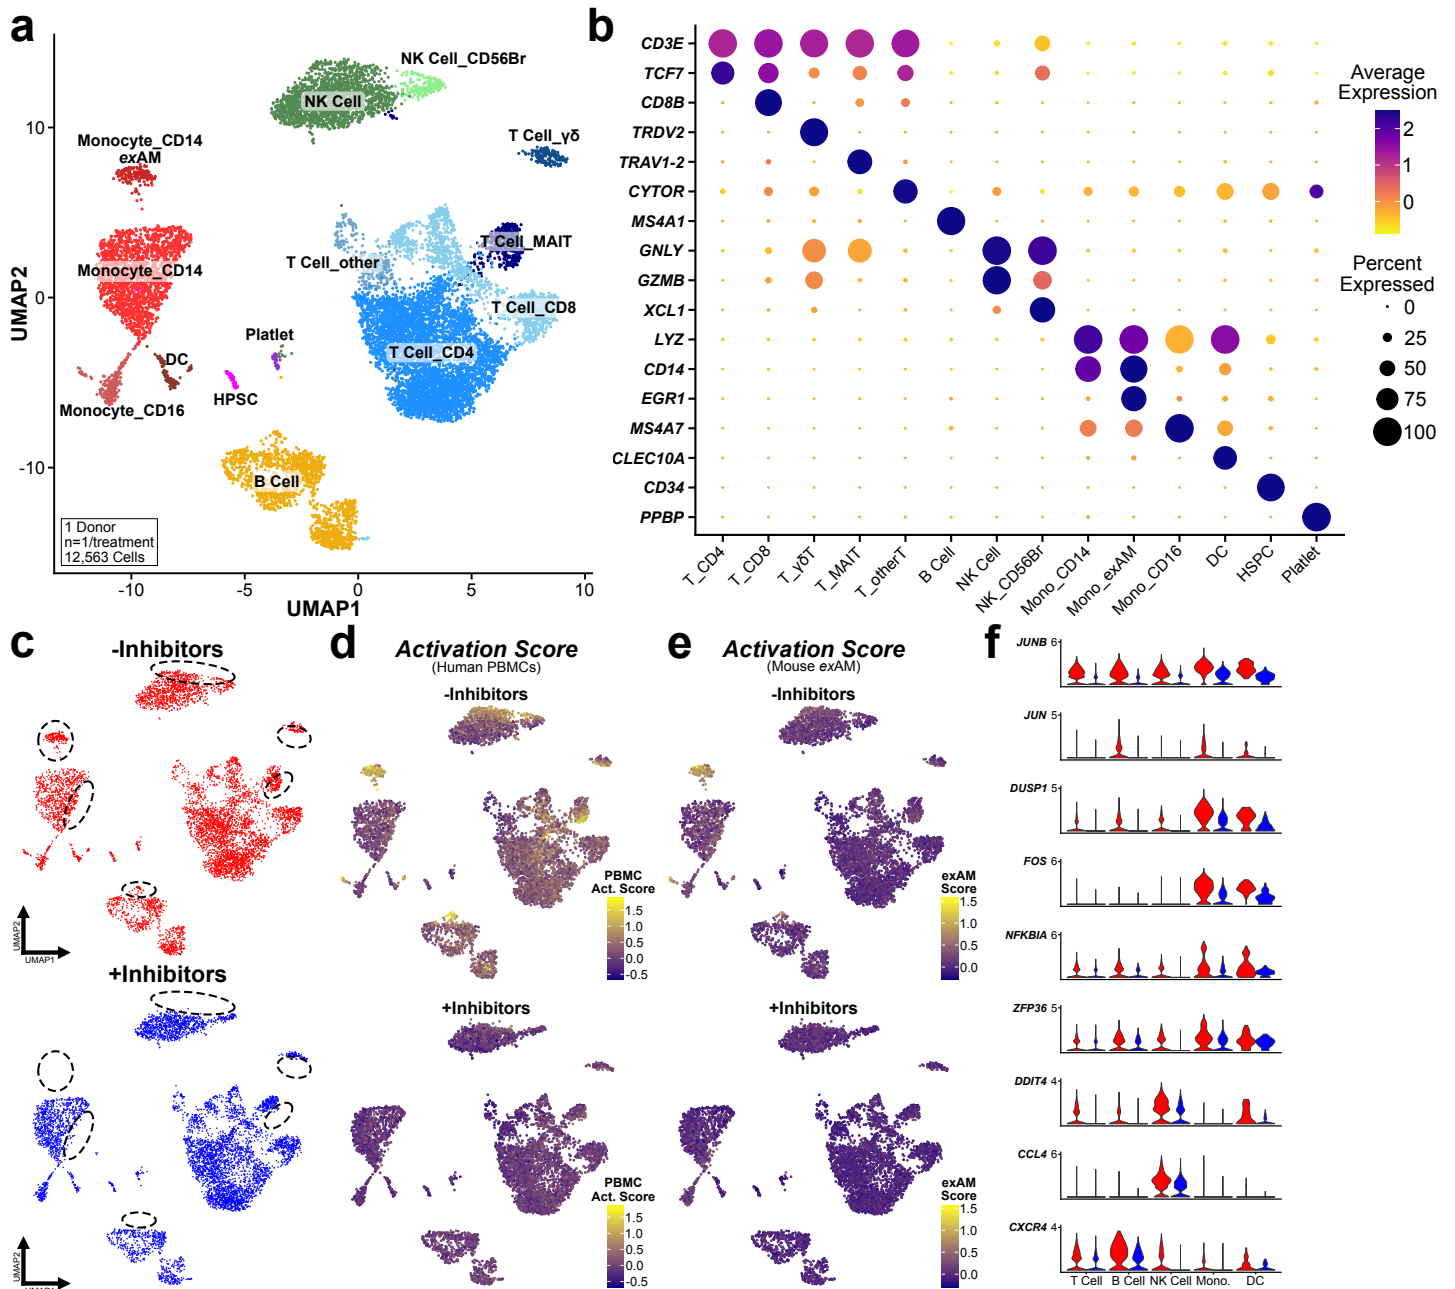 a
NK Cell_CD56Br
NK Cell
T Cell_γδ
Monocyte_CD14
exAM
T Cell_MAIT
T Cell_other
Monocyte_CD14
T Cell_CD8
Platlet
DC
T Cell_CD4
HPSC
Monocyte_CD16
B Cell
1 Donor
n=1/treatment
12,563 Cells
10
0
-10
UMAP2
-10
-5
0
5
10
UMAP1
b
CD3E
TCF7
CD8B
TRDV2
TRAV1-2
CYTOR
MS4A1
GNLY
GZMB
XCL1
LYZ
CD14
EGR1
MS4A7
CLEC10A
CD34
PPBP
T_CD4
T_CD8
T_γδT
T_MAIT
T_otherT
B Cell
NK Cell
NK_CD56Br
Mono_CD14
Mono_exAM
Mono_CD16
DC
HSPC
Platlet
Average
Expression
2
1
0
Percent
Expressed
0
25
50
75
100
c
-Inhibitors
UMAP2
UMAP1
+Inhibitors
UMAP2
d
Activation Score
(Human PBMCs)
-Inhibitors
PBMC
Act. Score
1.5
1.0
0.5
0.0
-0.5
+Inhibitors
PBMC
Act. Score
1.5
1.0
0.5
0.0
-0.5
e
Activation Score
(Mouse exAM)
-Inhibitors
exAM
Score
1.5
1.0
0.5
0.0
+Inhibitors
exAM
Score
1.5
1.0
0.5
0.0
f
JUNB 6
JUN 5
DUSP1 5
FOS 6
NFKBIA 6
ZFP36 5
DDIT4 4
CCL4 6
CXCR4 4
T Cell B Cell NK Cell Mono. DC